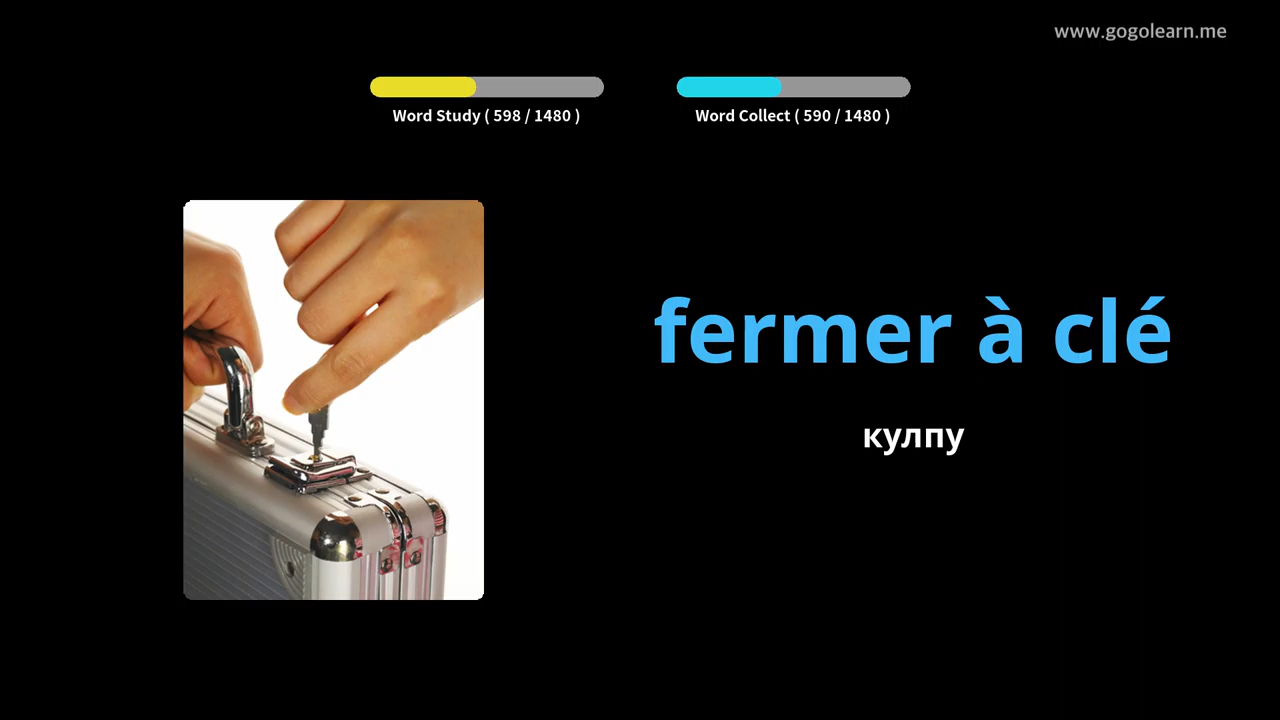 www.gogolearn.me
Word Study ( 598 / 1480 )
Word Collect ( 590 / 1480 )
fermer à clé
кулпу